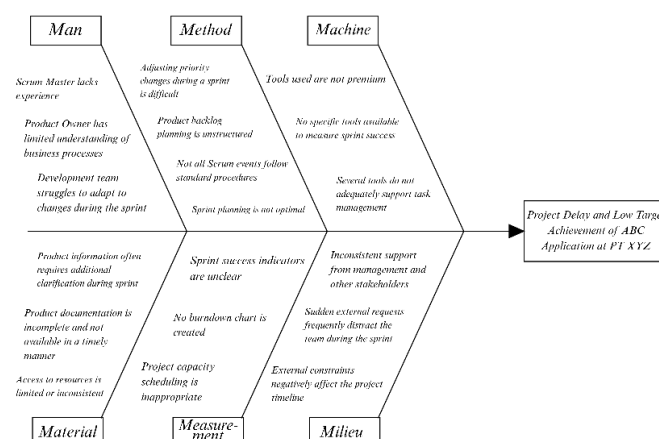 Man
Method
Machine
Scrum Master lacks
experience
Product Owner has
limited understanding of
business processes
Development team
struggles to adapt to
changes during the sprint
Adjusting priority
changes during a sprint
is difficult
Product backlog
planning is unstructured
Not all Scrum events follow
standard procedures
Sprint planning is not optimal
Tools used are not premium
No specific tools available
to measure sprint success
Several tools do not
adequately support task
management
Project Delay and Low Targe
Achievement of ABC
Application at PT XYZ
Product information often
requires additional
clarification during sprint
Product documentation is
incomplete and not
available in a timely
manner
Access to resources is
limited or inconsistent
Sprint success indicators
are unclear
No burndown chart is
created
Project capacity
scheduling is
inappropriate
Inconsistent support
from management and
other stakeholders
Sudden external requests
frequently distract the
team during the sprint
External constraints
negatively affect the project
timeline
Material
Measure-
ment
Milieu